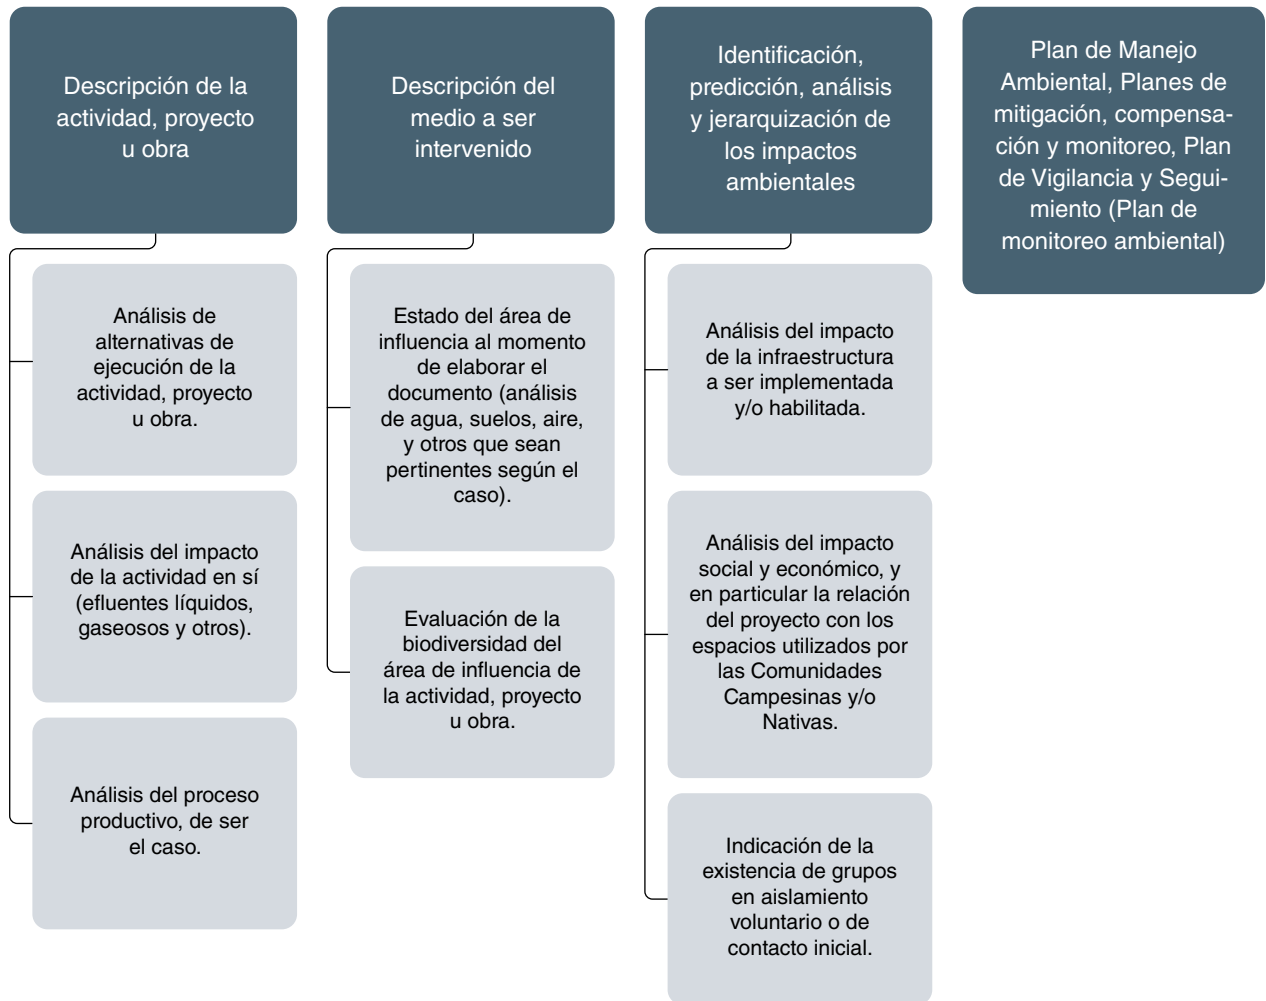 Descripción de la
actividad, proyecto
u obra
Análisis de
alternativas de
ejecución de la
actividad, proyecto
u obra.
Análisis del impacto
de la actividad en sí
(efluentes líquidos,
gaseosos y otros).
Análisis del proceso
productivo, de ser
el caso.
Descripción del
medio a ser
intervenido
Estado del área de
influencia al momento
de elaborar el
documento (análisis
de agua, suelos, aire,
y otros que sean
pertinentes según el
caso).
Evaluación de la
biodiversidad del
área de influencia de
la actividad, proyecto
u obra.
Identificación,
predicción, análisis
y jerarquización de
los impactos
ambientales
Análisis del impacto
de la infraestructura
a ser implementada
y/o habilitada.
Análisis del impacto
social y económico, y
en particular la relación
del proyecto con los
espacios utilizados por
las Comunidades
Campesinas y/o
Nativas.
Indicación de la
existencia de grupos
en aislamiento
voluntario o de
contacto inicial.
Plan de Manejo
Ambiental, Planes de
mitigación, compensa-
ción y monitoreo, Plan
de Vigilancia y Segui-
miento (Plan de
monitoreo ambiental)